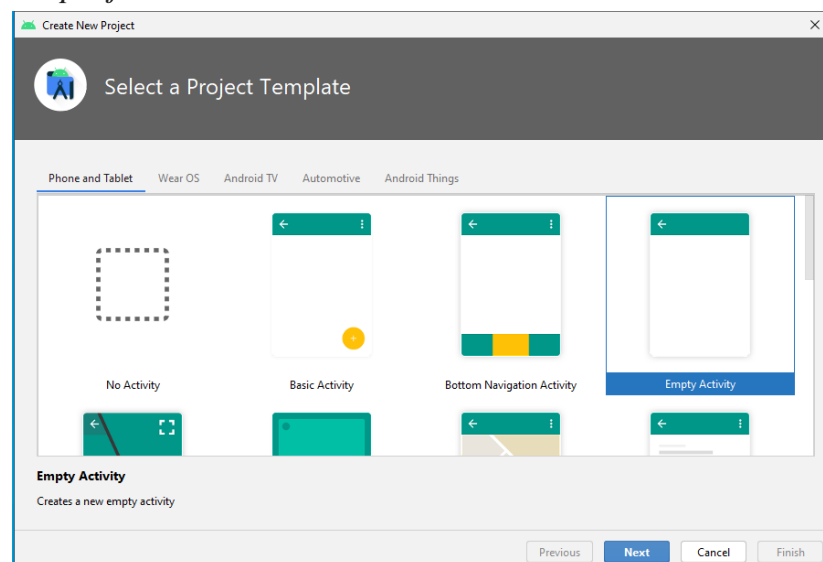 Create New Project
Select a Project Template
Phone and Tablet Wear OS Android TV Automotive Android Things
No Activity Basic Activity Bottom Navigation Activity Empty Activity
Empty Activity
Creates a new empty activity
Previous Next Cancel Finish